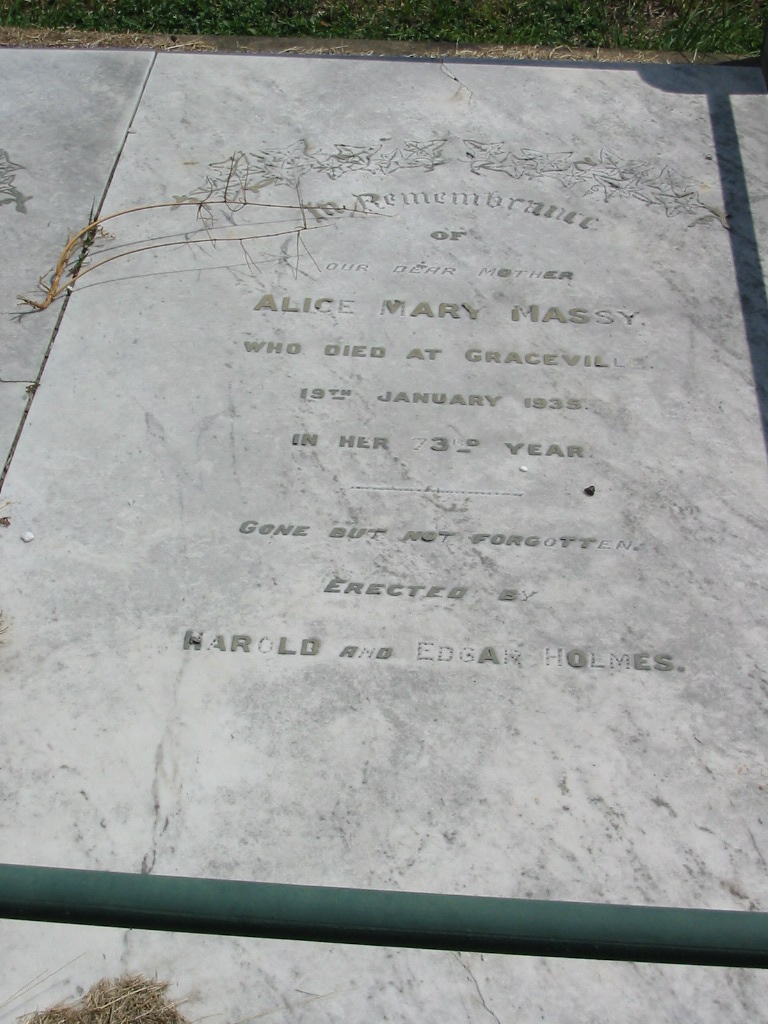 In Remembrance
OF
OUR DEAR MOTHER
ALICE MARY MASSY.
WHO DIED AT GRACEVILLE
19TH JANUARY 1935.
IN HER 73RD YEAR.
GONE BUT NOT FORGOTTEN.
ERECTED BY
HAROLD AND EDGAR HOLMES.